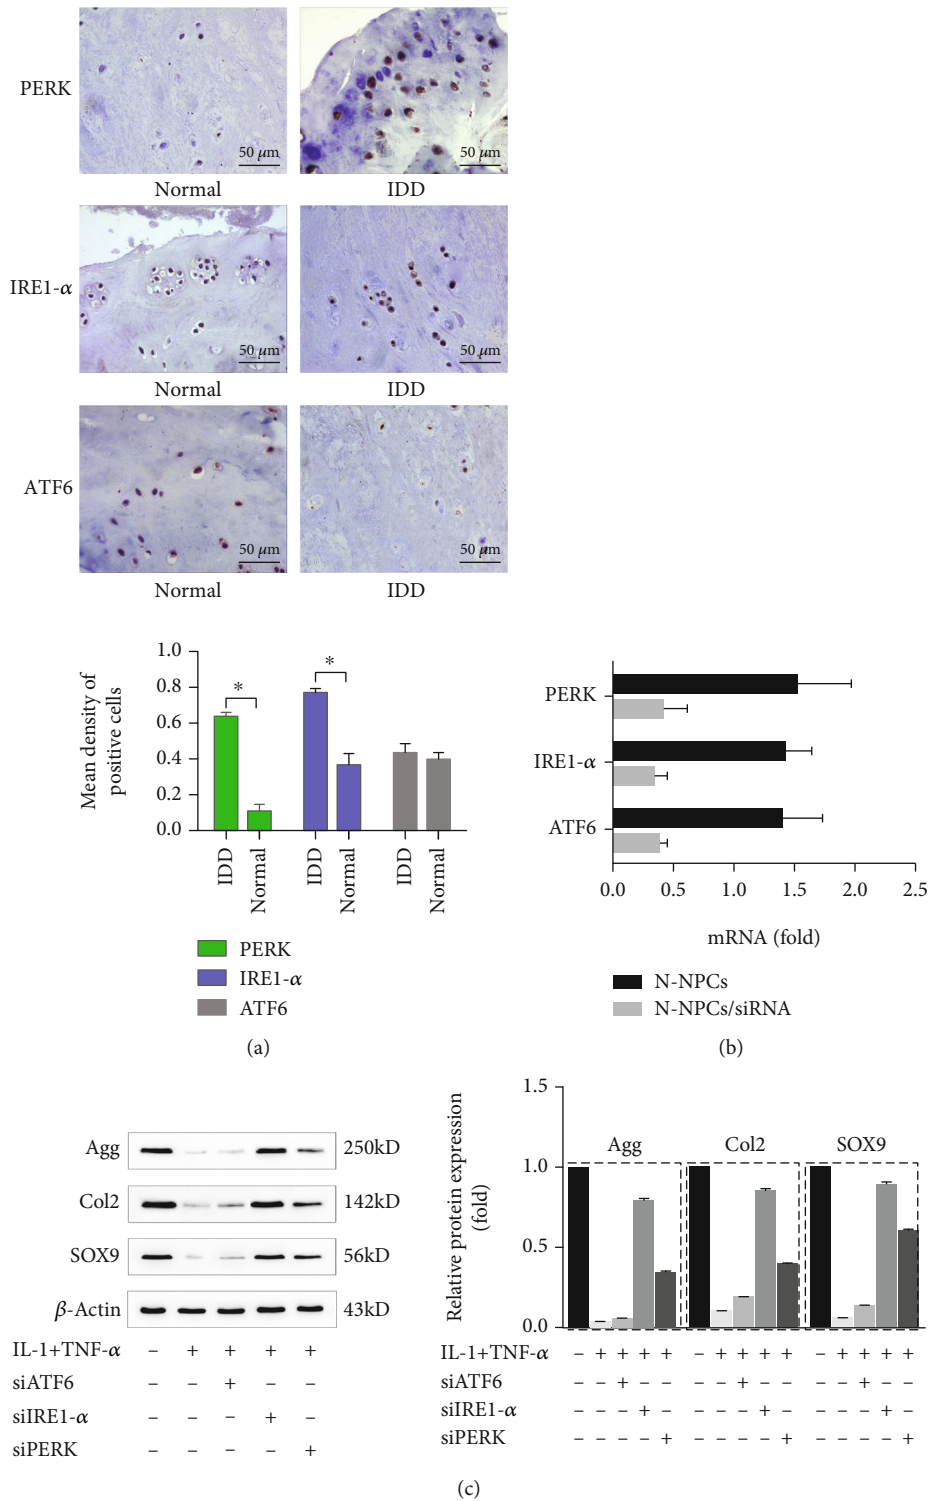 PERK
50 μm
50 μm
Normal
IDD
IRE1-α
50 μm
50 μm
Normal
IDD
ATF6
50 μm
50 μm
Normal
IDD
Mean density of
positive cells
1.0
0.8
0.6
0.4
0.2
0.0
*
*
IDD
Normal
IDD
Normal
IDD
Normal
PERK
IRE1-α
ATF6
(a)
PERK
IRE1-α
ATF6
0.0 0.5 1.0 1.5 2.0 2.5
mRNA (fold)
N-NPCs
N-NPCs/siRNA
(b)
Agg 250kD
Col2 142kD
SOX9 56kD
β-Actin 43kD
IL-1+TNF-α – + + + +
siATF6 – – + – –
siIRE1-α – – – + –
siPERK – – – – +
Relative protein expression
(fold)
1.5
1.0
0.5
0.0
Agg Col2 SOX9
IL-1+TNF-α – + + + + – + + + + – + + + +
siATF6 – – + – – – – + – – – – + – –
siIRE1-α – – – + – – – – + – – – – + –
siPERK – – – – + – – – – + – – – – +
(c)